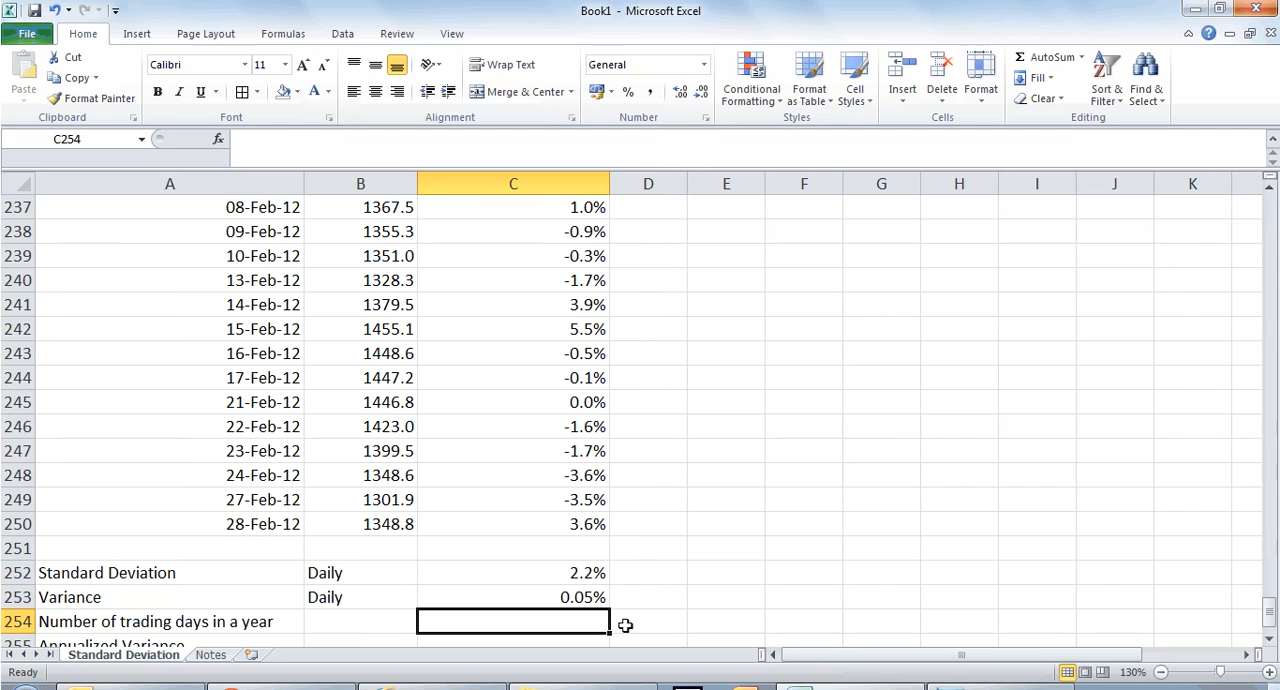 Book1 - Microsoft Excel
File Home Insert Page Layout Formulas Data Review View
Paste Cut Copy Format Painter Clipboard
Calibri 11 A A B I U A Font
Wrap Text Merge & Center Alignment
General % , .0 .00 .00 .0 Number
Conditional Formatting Format as Table Cell Styles Styles
Insert Delete Format Cells
Σ AutoSum Fill Clear Sort & Filter Find & Select Editing
C254 fx
A B C D E F G H I J K
237 08-Feb-12 1367.5 1.0%
238 09-Feb-12 1355.3 -0.9%
239 10-Feb-12 1351.0 -0.3%
240 13-Feb-12 1328.3 -1.7%
241 14-Feb-12 1379.5 3.9%
242 15-Feb-12 1455.1 5.5%
243 16-Feb-12 1448.6 -0.5%
244 17-Feb-12 1447.2 -0.1%
245 21-Feb-12 1446.8 0.0%
246 22-Feb-12 1423.0 -1.6%
247 23-Feb-12 1399.5 -1.7%
248 24-Feb-12 1348.6 -3.6%
249 27-Feb-12 1301.9 -3.5%
250 28-Feb-12 1348.8 3.6%
251
252 Standard Deviation Daily 2.2%
253 Variance Daily 0.05%
254 Number of trading days in a year
255 Annualized Variance
Standard Deviation Notes
Ready 130%